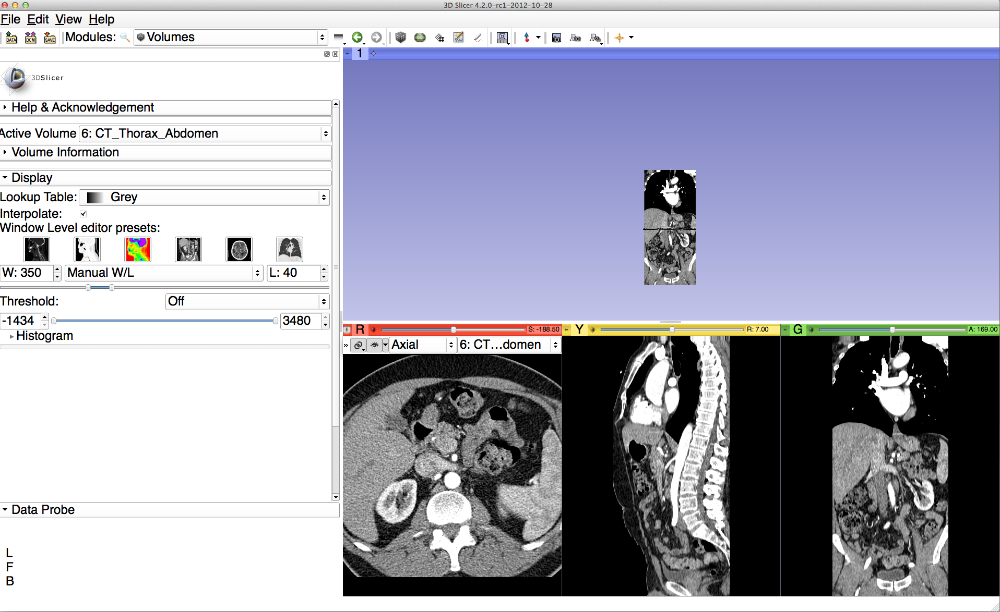 3D Slicer 4.2.0-rc1-2012-10-28
File Edit View Help
DATA DCM SAVE Modules: Volumes
1
3DSlicer
Help & Acknowledgement
Active Volume 6: CT_Thorax_Abdomen
Volume Information
Display
Lookup Table: Grey
Interpolate:
Window Level editor presets:
W: 350 Manual W/L L: 40
Threshold: Off
-1434 3480
Histogram
Data Probe
L
F
B
R S: -188.50
Y R: 7.00
G A: 169.00
» Axial 6: CT...domen